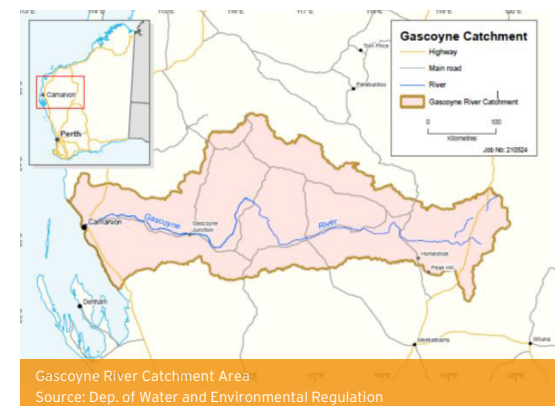 Gascoyne Catchment
Highway
Main road
River
Gascoyne River Catchment
0 100
Kilometres
Job No: 210524
Carnarvon
Perth
Tom Price
Paraburdoo
Carnarvon
Gascoyne
River
Gascoyne
Junction
Horseshoe
Peak Hill
Denham
Meekatharra
Wiluna
Gascoyne River Catchment Area
Source: Dep. of Water and Environmental Regulation